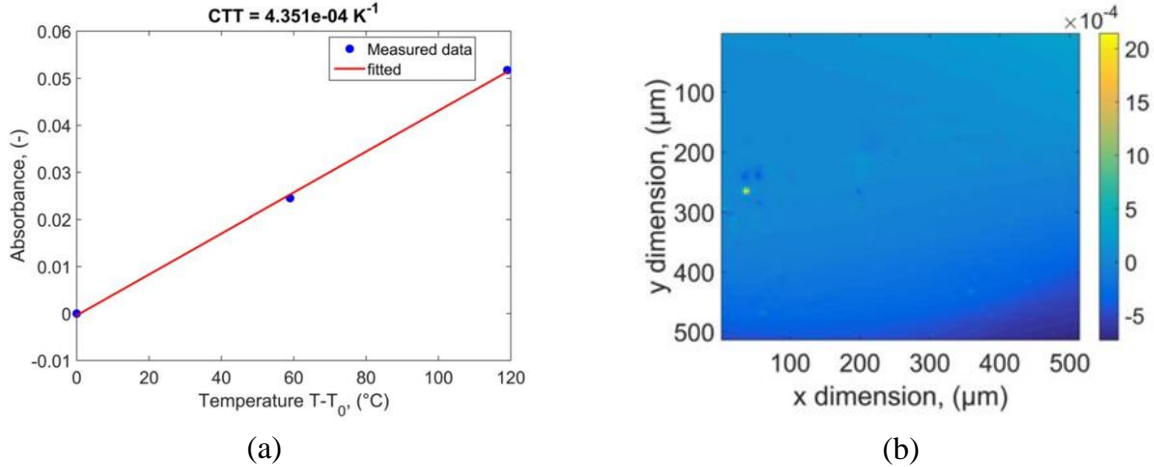 CTT = 4.351e-04 K⁻¹
0.06
0.05
0.04
0.03
0.02
0.01
0
-0.01
Absorbance, (-)
Measured data
fitted
0 20 40 60 80 100 120
Temperature T-T₀, (°C)
(a)
×10⁻⁴
20
15
10
5
0
-5
100
200
300
400
500
y dimension, (μm)
100 200 300 400 500
x dimension, (μm)
(b)